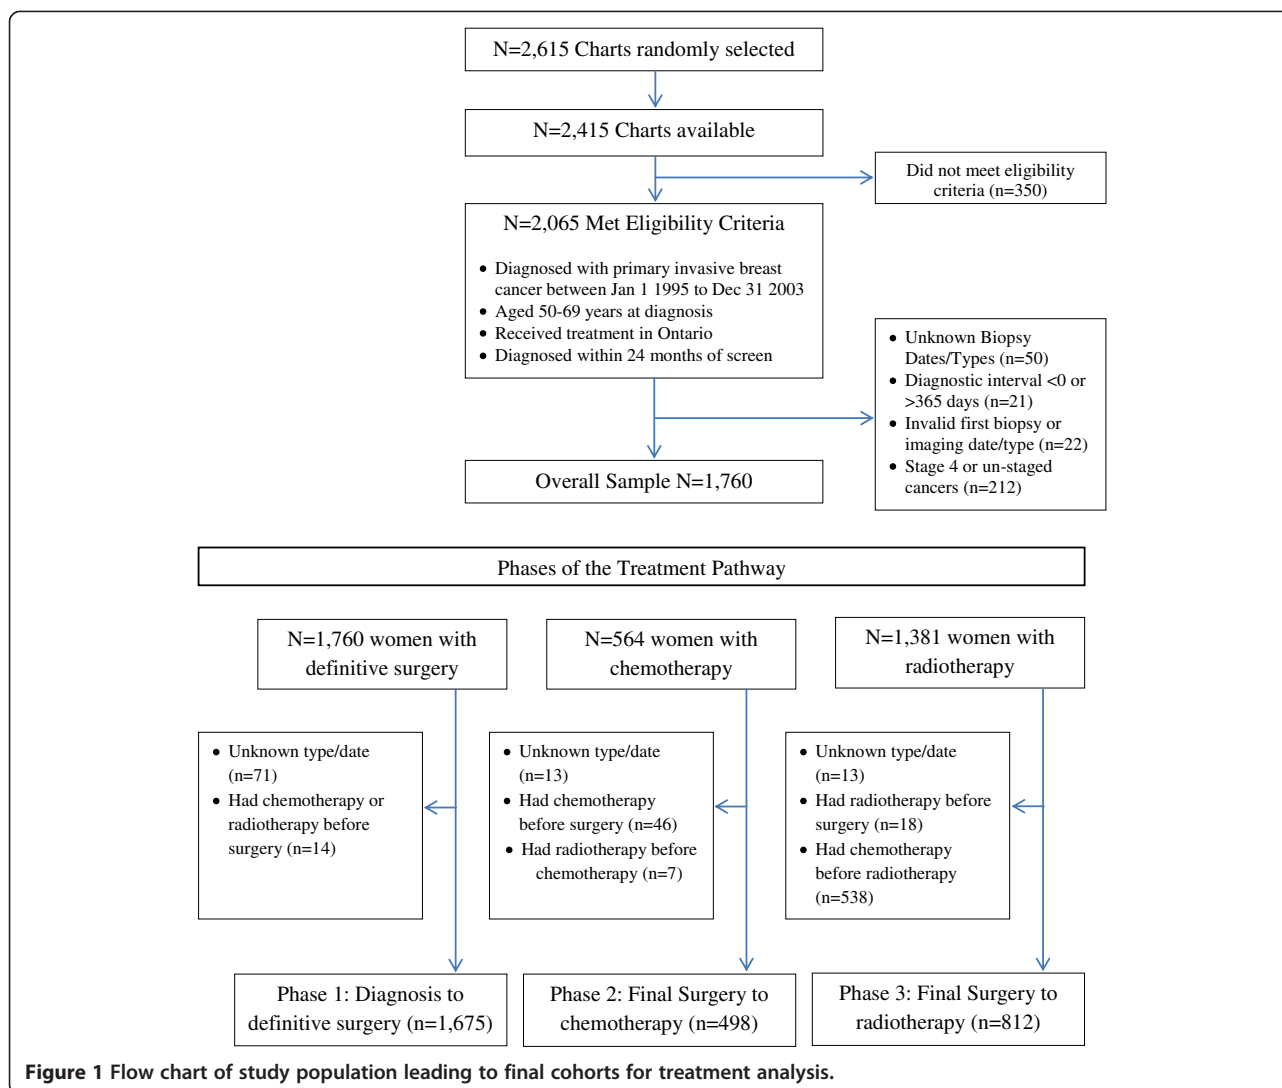 N=2,615 Charts randomly selected
N=2,415 Charts available
Did not meet eligibility
criteria (n=350)
N=2,065 Met Eligibility Criteria
• Diagnosed with primary invasive breast
cancer between Jan 1 1995 to Dec 31 2003
• Aged 50-69 years at diagnosis
• Received treatment in Ontario
• Diagnosed within 24 months of screen
• Unknown Biopsy
Dates/Types (n=50)
• Diagnostic interval <0 or
>365 days (n=21)
• Invalid first biopsy or
imaging date/type (n=22)
• Stage 4 or un-staged
cancers (n=212)
Overall Sample N=1,760
Phases of the Treatment Pathway
N=1,760 women with
definitive surgery
N=564 women with
chemotherapy
N=1,381 women with
radiotherapy
• Unknown type/date
(n=71)
• Had chemotherapy or
radiotherapy before
surgery (n=14)
• Unknown type/date
(n=13)
• Had chemotherapy
before surgery (n=46)
• Had radiotherapy before
chemotherapy (n=7)
• Unknown type/date
(n=13)
• Had radiotherapy before
surgery (n=18)
• Had chemotherapy
before radiotherapy
(n=538)
Phase 1: Diagnosis to
definitive surgery (n=1,675)
Phase 2: Final Surgery to
chemotherapy (n=498)
Phase 3: Final Surgery to
radiotherapy (n=812)
Figure 1 Flow chart of study population leading to final cohorts for treatment analysis.